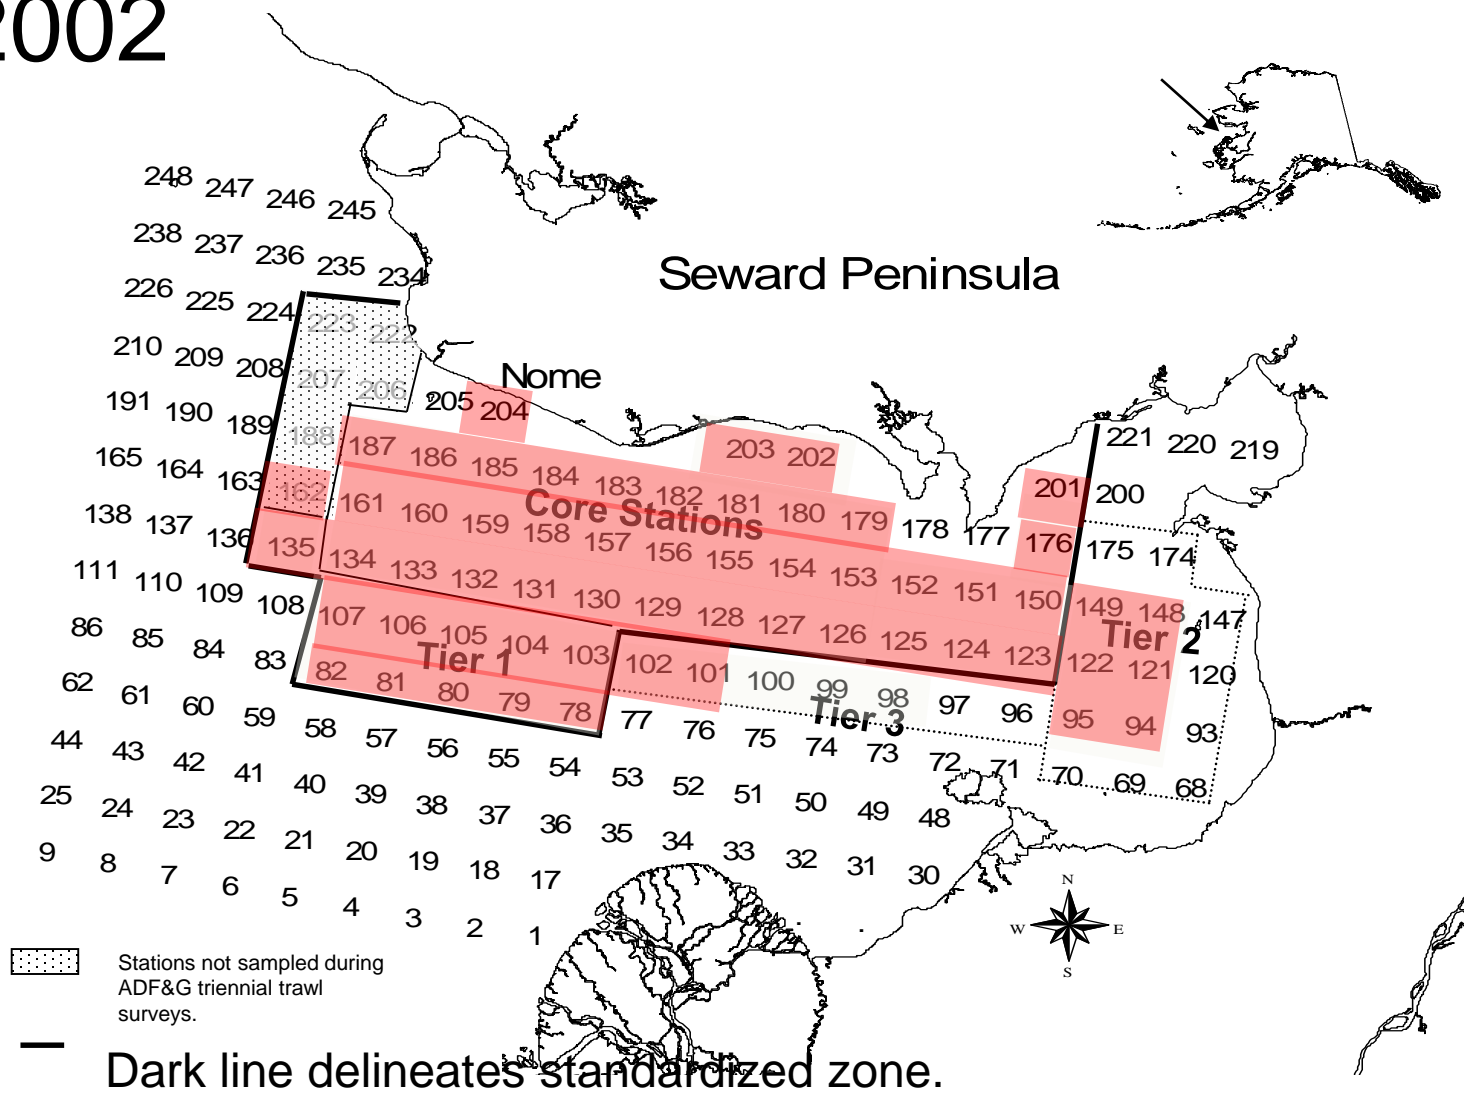 2002
Seward Peninsula
Nome
248 247 246 245
238 237 236 235 234
226 225 224 223 222
210 209 208 207 206 205 204 203 202 201
191 190 189 188 187 186 185 184 183 182 181 180 179 178 177 176
221 220 219
200
175 174
165 164 163 162 161 160 159 158 157 156 155 154 153 152 151 150 149 148 147
Core Stations
138 137 136 135 134 133 132 131 130 129 128 127 126 125 124 123 122 121 120
Tier 2
111 110 109 108 107 106 105 104 103 102 101 100 99 98 97 96 95 94 93
Tier 1
Tier 3
86 85 84 83 82 81 80 79 78 77 76 75 74 73 72 71 70 69 68
62 61 60 59 58 57 56 55 54 53 52 51 50 49 48
44 43 42 41 40 39 38 37 36 35 34 33 32 31 30
25 24 23 22 21 20 19 18 17
9 8 7 6 5 4 3 2 1
N
W E
S
Stations not sampled during
ADF&G triennial trawl
surveys.
Dark line delineates standardized zone.